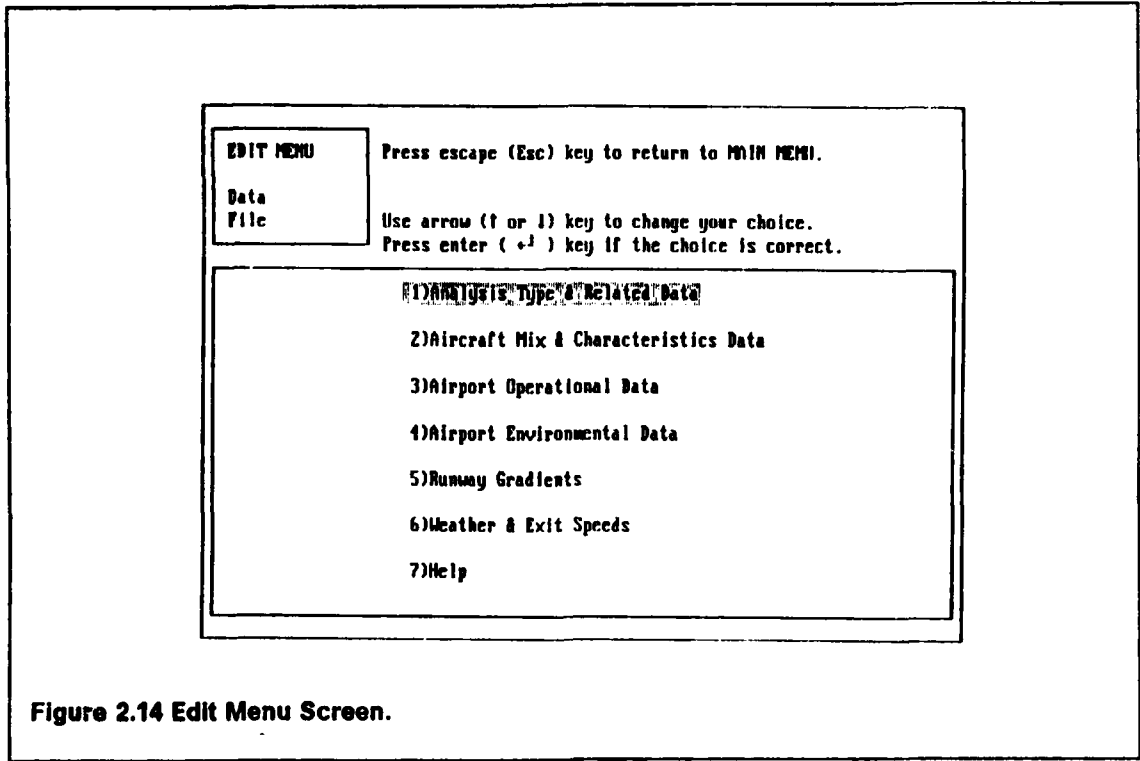 EDIT MENU
Press escape (Esc) key to return to MAIN MENU.
Data
File
Use arrow (↑ or ↓) key to change your choice.
Press enter ( ↵ ) key if the choice is correct.
1)Analysis Type & Related Data
2)Aircraft Mix & Characteristics Data
3)Airport Operational Data
4)Airport Environmental Data
5)Runway Gradients
6)Weather & Exit Speeds
7)Help
Figure 2.14 Edit Menu Screen.